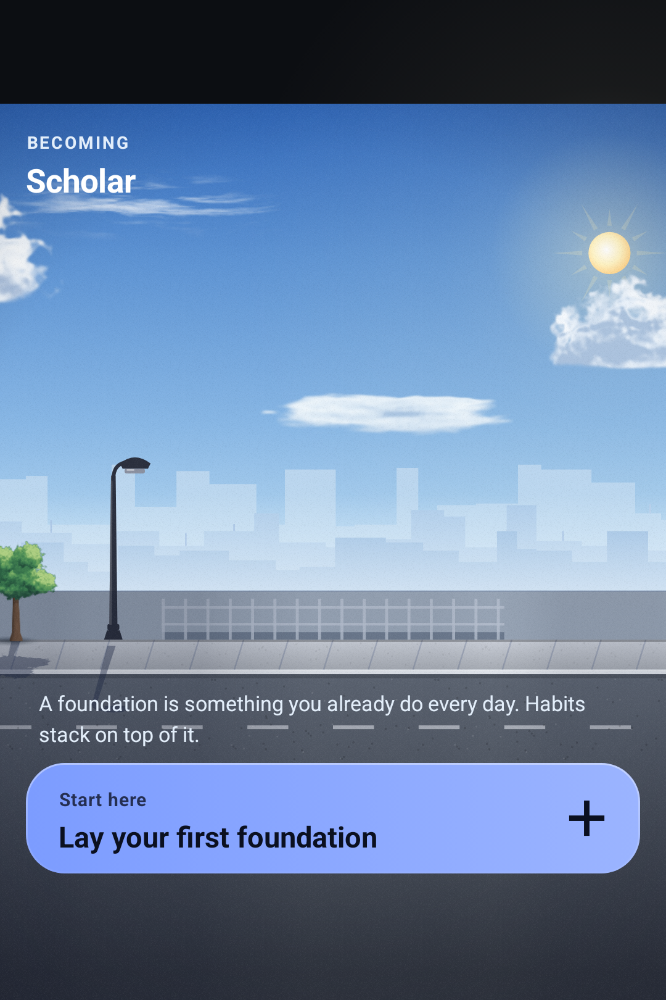 BECOMING
Scholar
A foundation is something you already do every day. Habits
stack on top of it.
Start here
Lay your first foundation